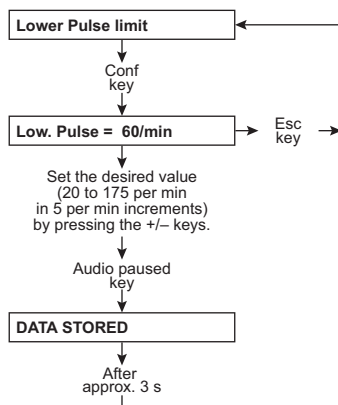 Lower Pulse limit
Conf
key
Low. Pulse = 60/min
Esc
key
Set the desired value
(20 to 175 per min
in 5 per min increments)
by pressing the +/– keys.
Audio paused
key
DATA STORED
After
approx. 3 s